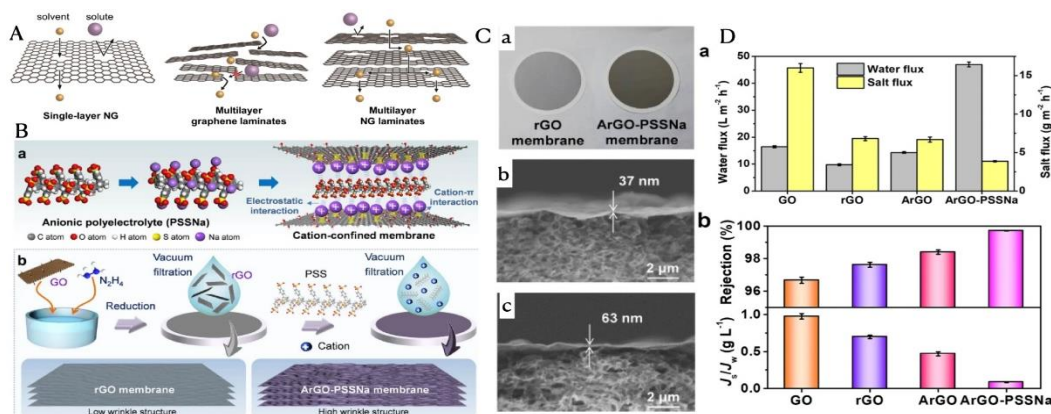 A
solvent
solute
Single-layer NG
Multilayer
graphene laminates
Multilayer
NG laminates
B
a
Anionic polyelectrolyte (PSSNa)
Electrostatic
interaction
Cation-π
interaction
Cation-confined membrane
C atom
O atom
H atom
S atom
Na atom
b
GO
N₂H₄
Reduction
Vacuum
filtration
rGO
PSS
Cation
Vacuum
filtration
rGO membrane
ArGO-PSSNa membrane
Low wrinkle structure
High wrinkle structure
C
a
rGO
membrane
ArGO-PSSNa
membrane
b
37 nm
2 µm
c
63 nm
2 µm
D
a
Water flux (L m⁻² h⁻¹)
50
40
30
20
10
0
Water flux
Salt flux
15
10
5
0
Salt flux (g m⁻² h⁻¹)
GO
rGO
ArGO
ArGO-PSSNa
b
Rejection (%)
100
98
96
Jₛ/J_w (g L⁻¹)
1.0
0.5
0.0
GO
rGO
ArGO
ArGO-PSSNa